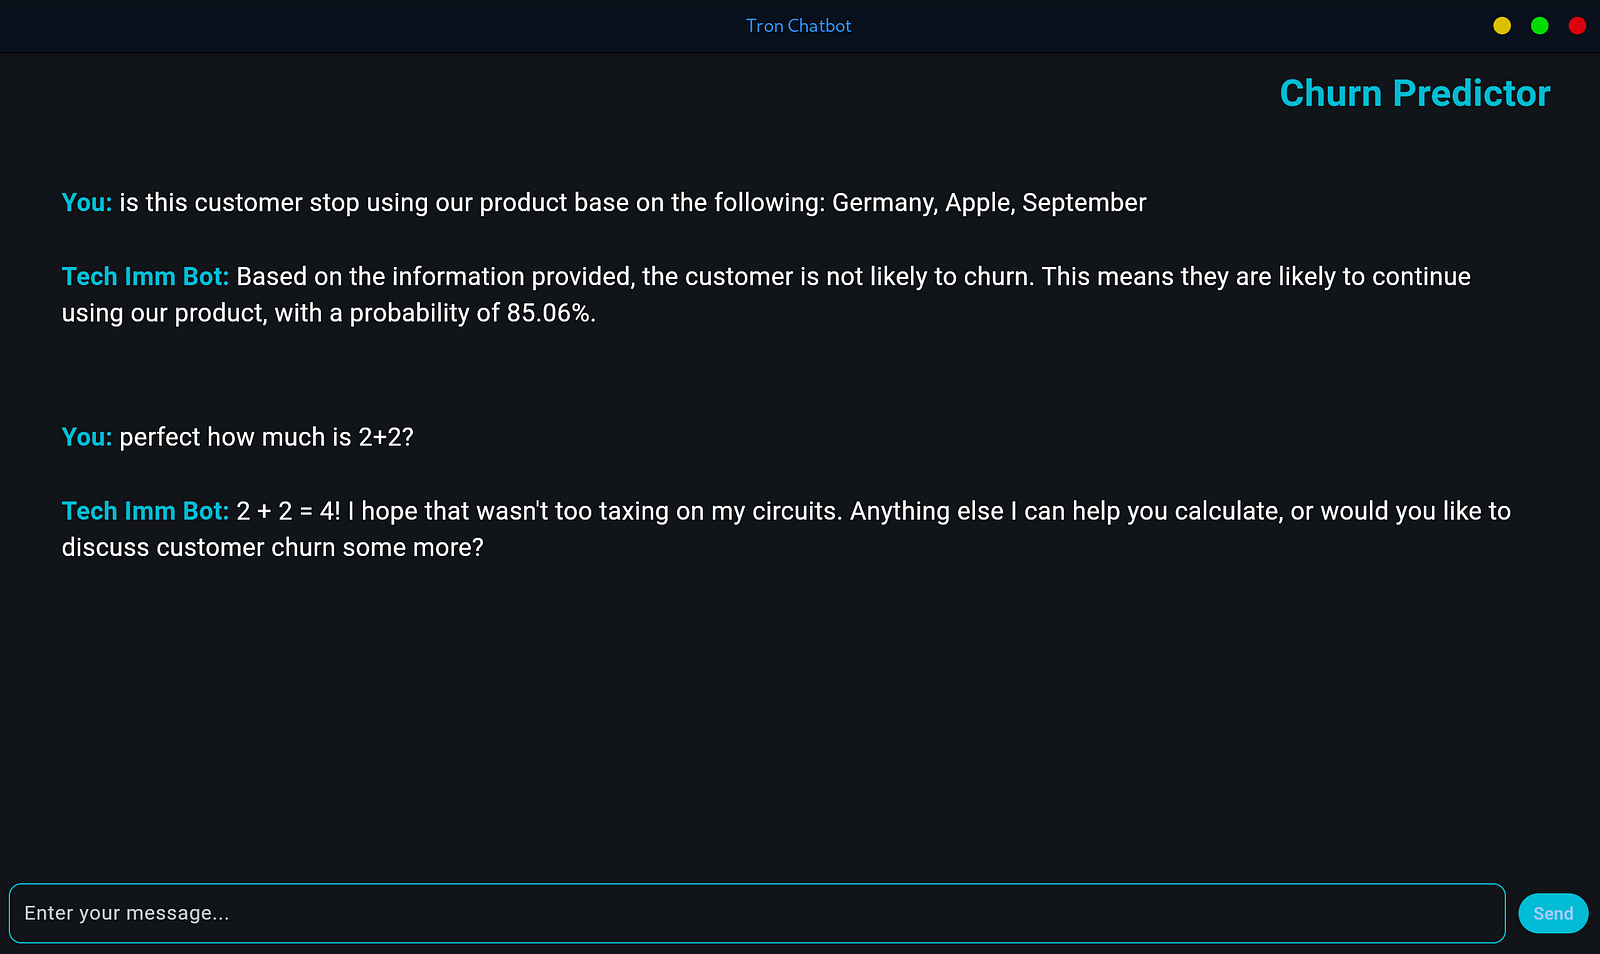 Tron Chatbot
Churn Predictor
You: is this customer stop using our product base on the following: Germany, Apple, September
Tech Imm Bot: Based on the information provided, the customer is not likely to churn. This means they are likely to continue
using our product, with a probability of 85.06%.
You: perfect how much is 2+2?
Tech Imm Bot: 2 + 2 = 4! I hope that wasn't too taxing on my circuits. Anything else I can help you calculate, or would you like to
discuss customer churn some more?
Enter your message...
Send